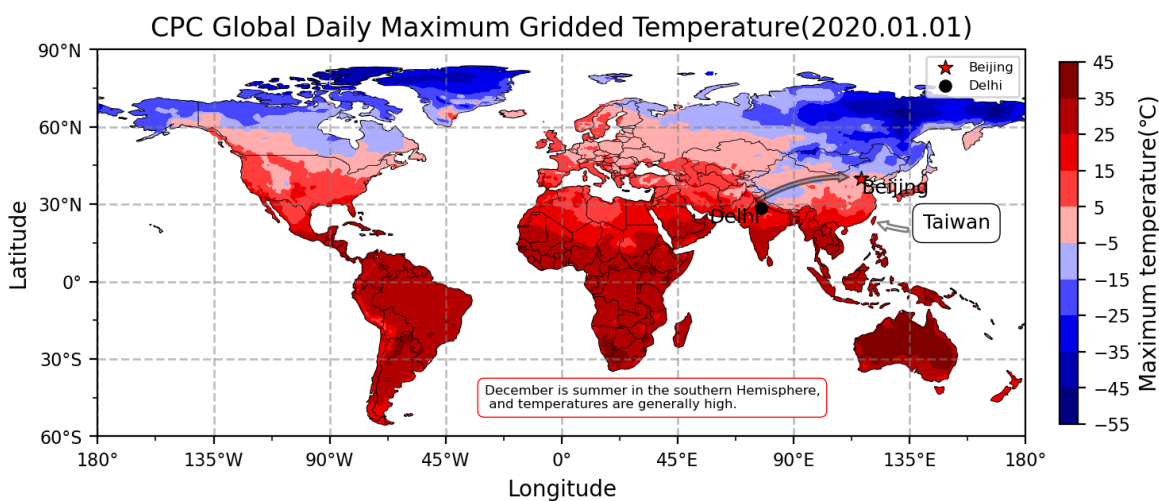 CPC Global Daily Maximum Gridded Temperature(2020.01.01)
90°N
60°N
30°N
0°
30°S
60°S
Latitude
180°
135°W
90°W
45°W
0°
45°E
90°E
135°E
180°
Longitude
Beijing
Delhi
Beijing
Delhi
Taiwan
December is summer in the southern Hemisphere,
and temperatures are generally high.
45
35
25
15
5
−5
−15
−25
−35
−45
−55
Maximum temperature(℃)